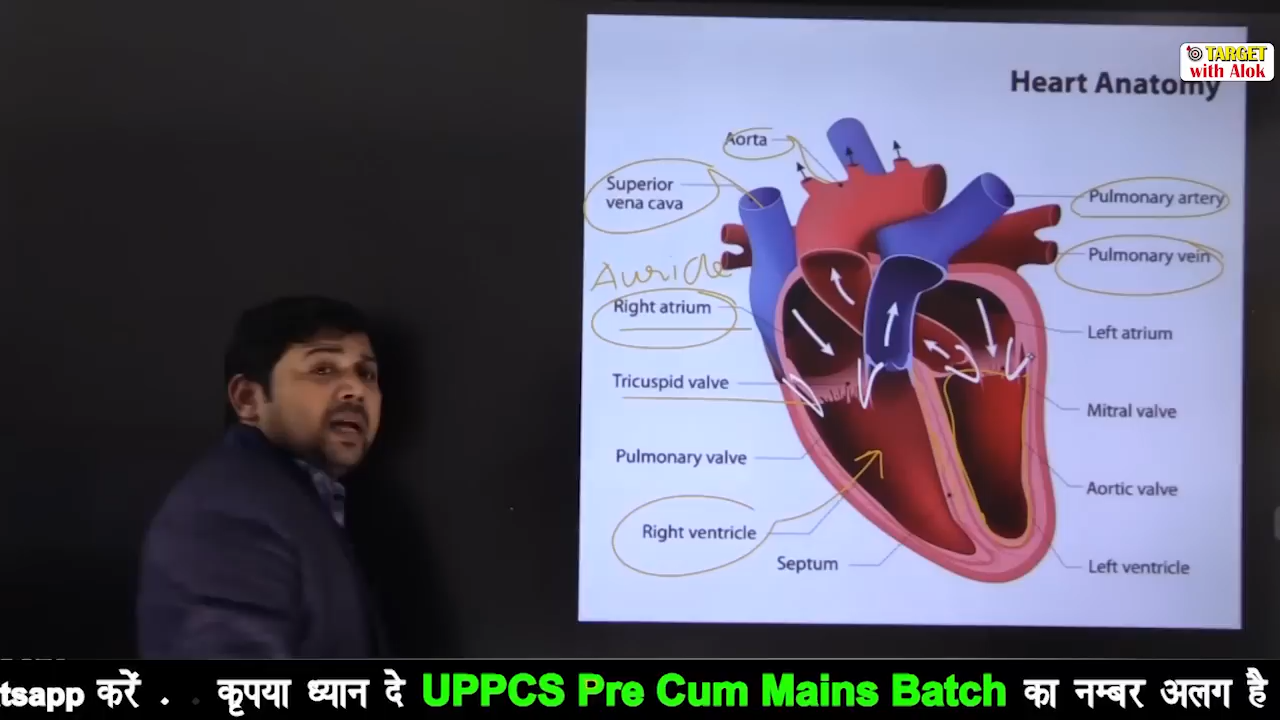 TARGET
with Alok
Heart Anatomy
Aorta
Superior
vena cava
Pulmonary artery
Pulmonary vein
Auricle
Right atrium
Left atrium
Tricuspid valve
Mitral valve
Pulmonary valve
Aortic valve
Right ventricle
Septum
Left ventricle
tsapp करें . . कृपया ध्यान दे UPPCS Pre Cum Mains Batch का नम्बर अलग है